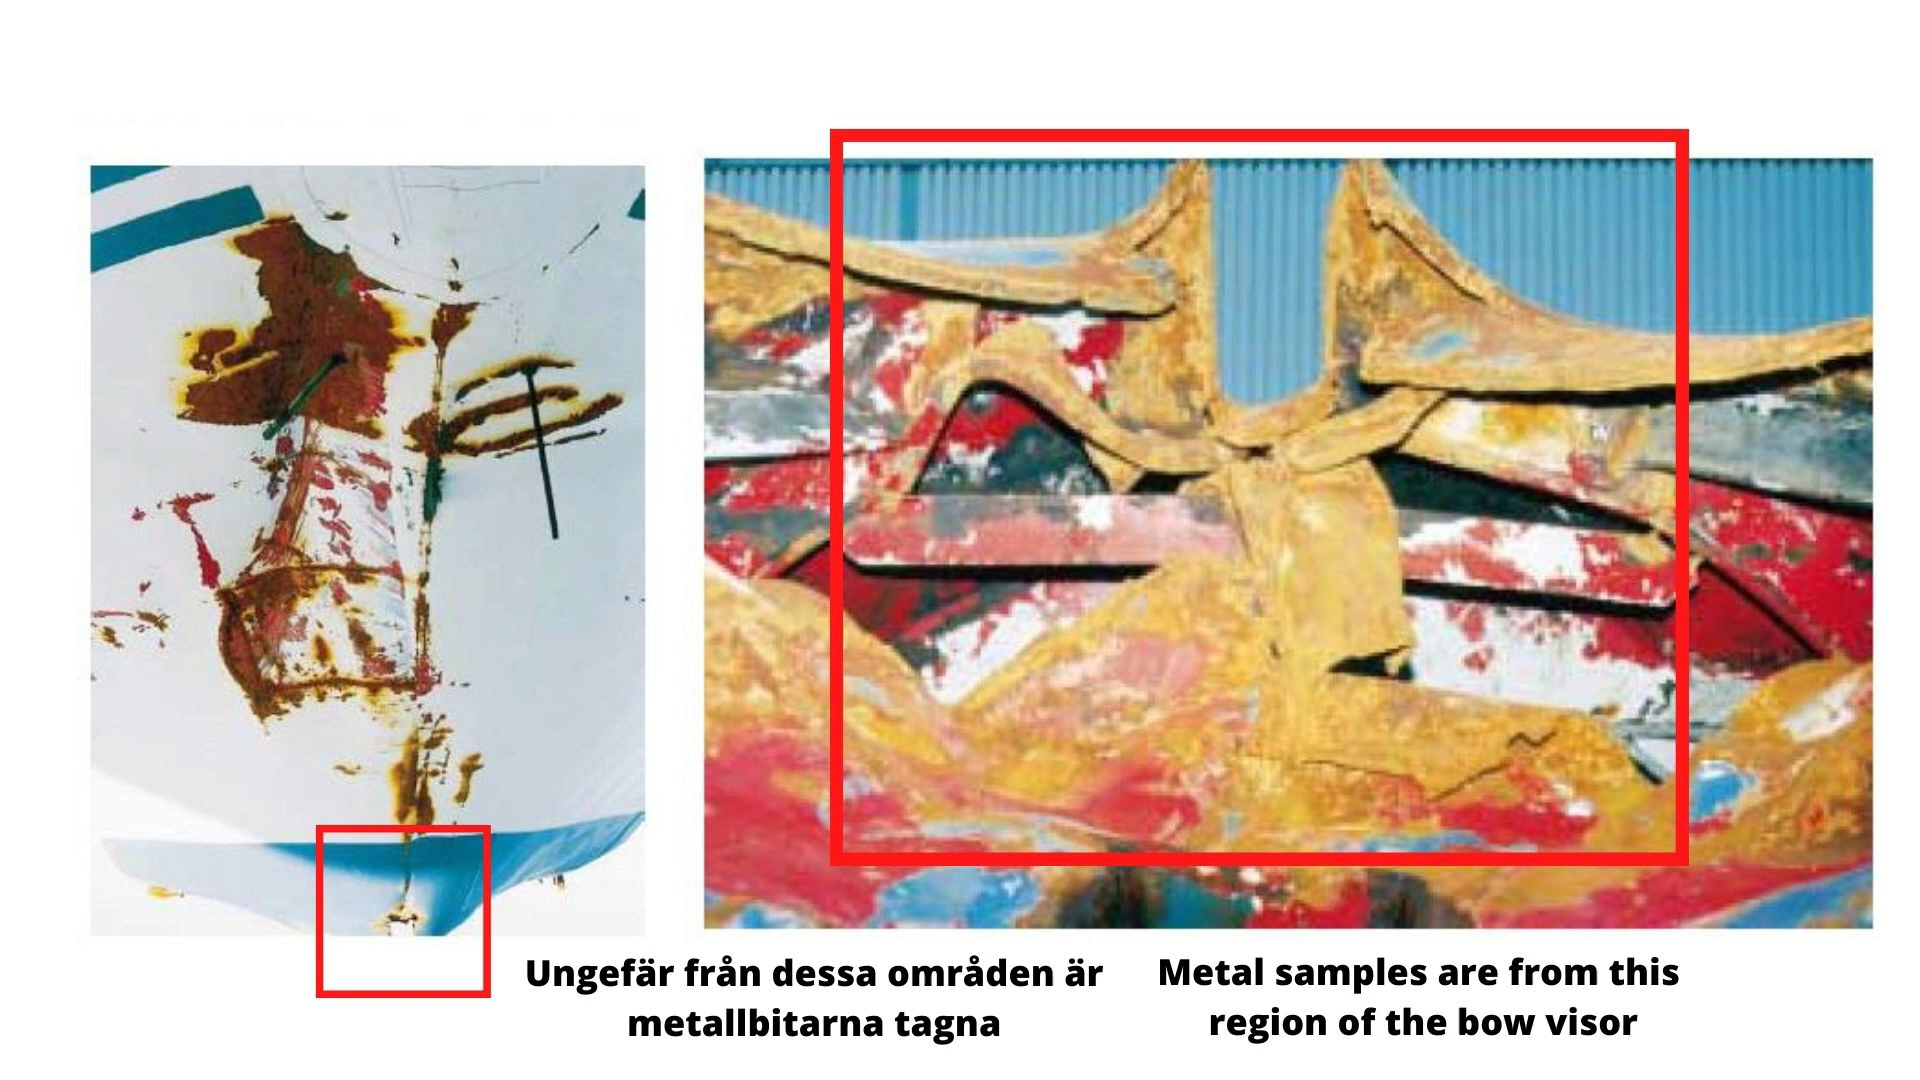 Ungefär från dessa områden är
metallbitarna tagna
Metal samples are from this
region of the bow visor